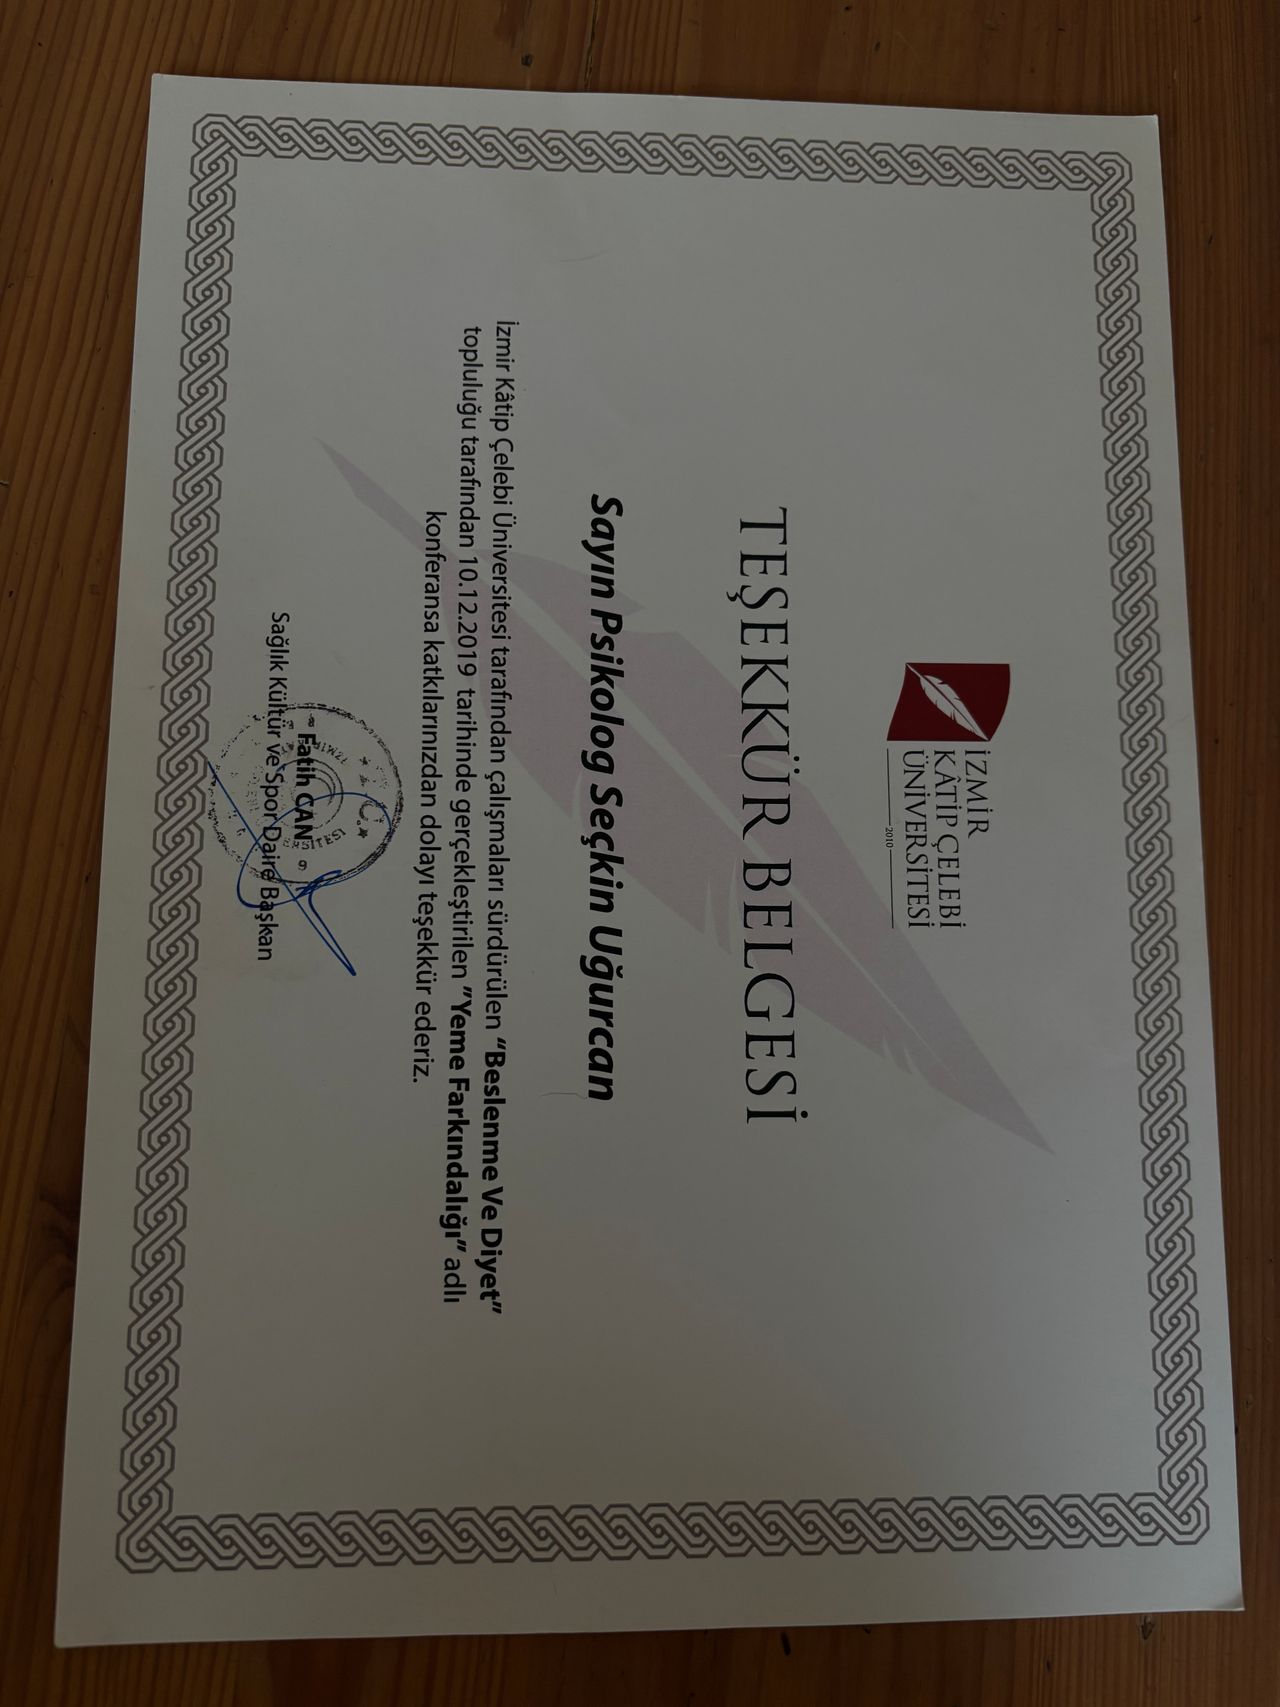 İZMİR
KÂTİP ÇELEBİ
ÜNİVERSİTESİ
2010
TEŞEKKÜR BELGESİ
Sayın Psikolog Seçkin Uğurcan
İzmir Kâtip Çelebi Üniversitesi tarafından çalışmaları sürdürülen "Beslenme Ve Diyet"
topluluğu tarafından 10.12.2019 tarihinde gerçekleştirilen "Yeme Farkındalığı" adlı
konferansa katkılarınızdan dolayı teşekkür ederiz.
Fatih CAN
Sağlık Kültür ve Spor Daire Başkan